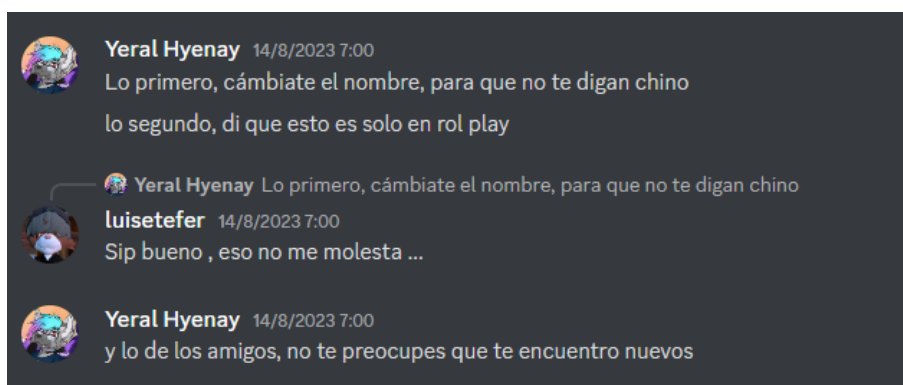 Yeral Hyenay 14/8/2023 7:00
Lo primero, cámbiate el nombre, para que no te digan chino
lo segundo, di que esto es solo en rol play
Yeral Hyenay Lo primero, cámbiate el nombre, para que no te digan chino
luisetefer 14/8/2023 7:00
Sip bueno , eso no me molesta ...
Yeral Hyenay 14/8/2023 7:00
y lo de los amigos, no te preocupes que te encuentro nuevos